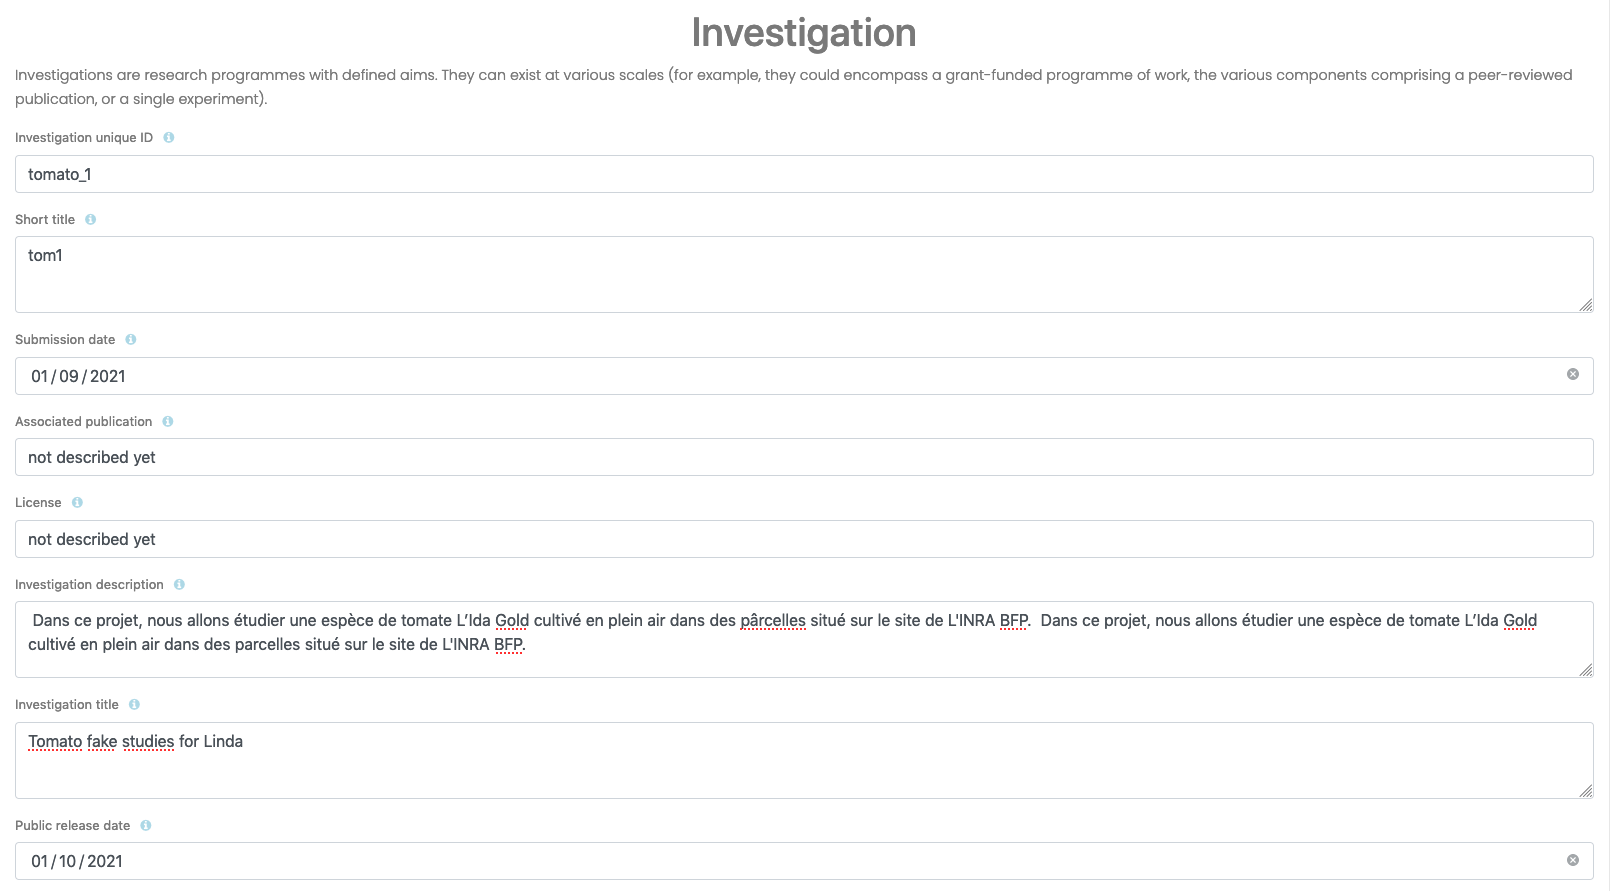 Investigation
Investigations are research programmes with defined aims. They can exist at various scales (for example, they could encompass a grant-funded programme of work, the various components comprising a peer-reviewed
publication, or a single experiment).
Investigation unique ID
tomato_1
Short title
tom1
Submission date
01 / 09 / 2021
Associated publication
not described yet
License
not described yet
Investigation description
Dans ce projet, nous allons étudier une espèce de tomate L’Ida Gold cultivé en plein air dans des pârcelles situé sur le site de L'INRA BFP.  Dans ce projet, nous allons étudier une espèce de tomate L’Ida Gold
cultivé en plein air dans des parcelles situé sur le site de L'INRA BFP.
Investigation title
Tomato fake studies for Linda
Public release date
01 / 10 / 2021